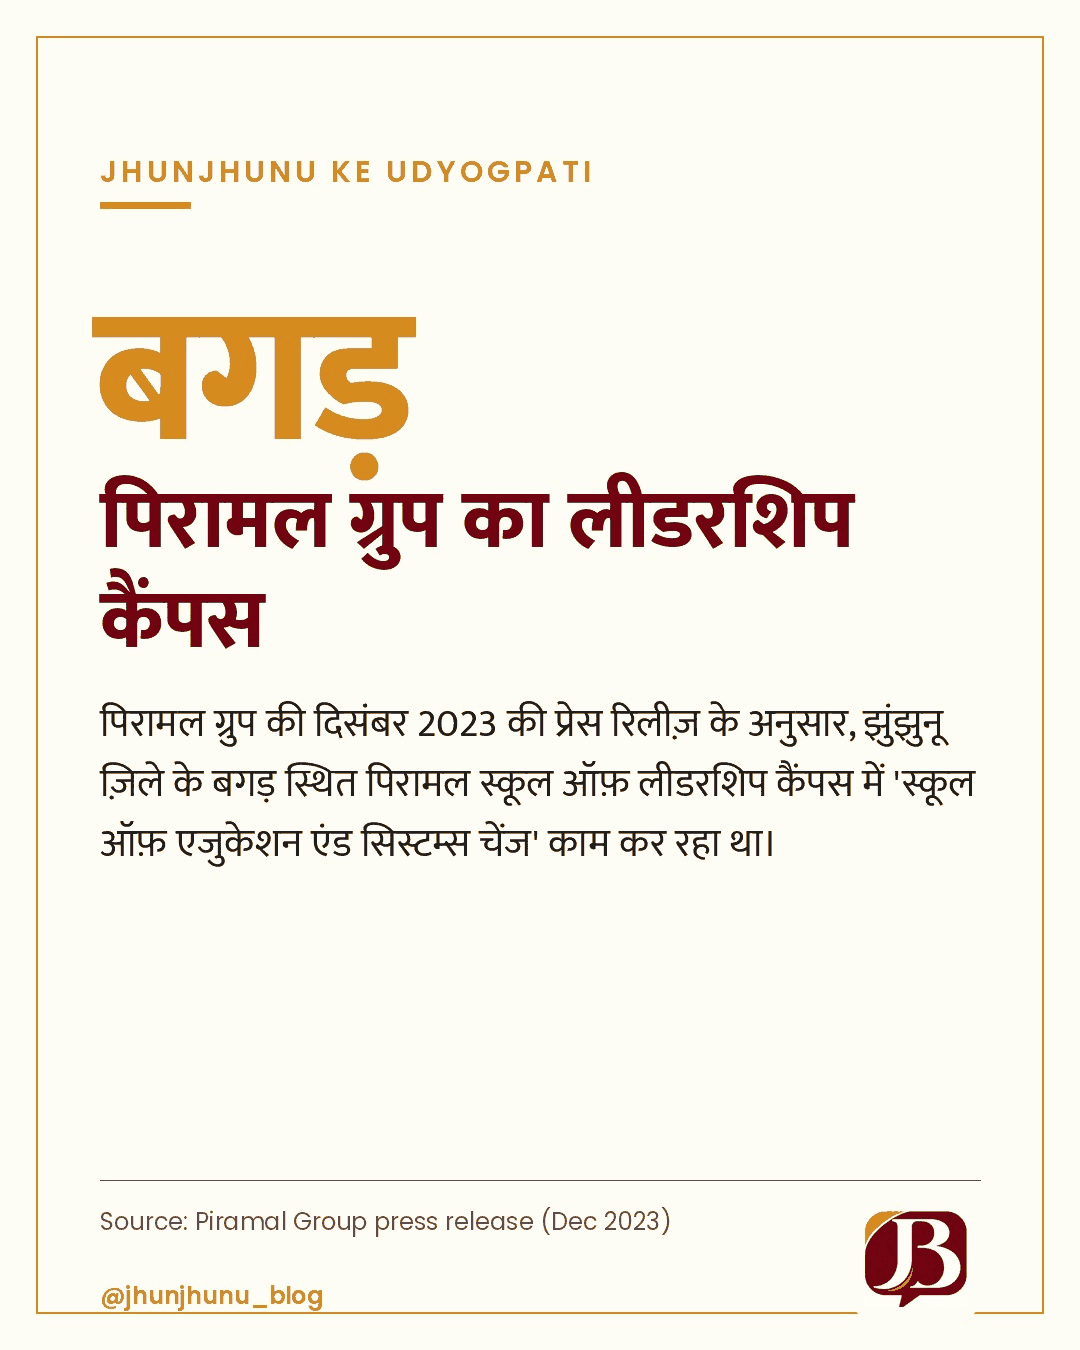 JHUNJHUNU KE UDYOGPATI
बगड़
पिरामल ग्रुप का लीडरशिप
कैंपस
पिरामल ग्रुप की दिसंबर 2023 की प्रेस रिलीज़ के अनुसार, झुंझुनू
ज़िले के बगड़ स्थित पिरामल स्कूल ऑफ़ लीडरशिप कैंपस में 'स्कूल
ऑफ़ एजुकेशन एंड सिस्टम्स चेंज' काम कर रहा था।
Source: Piramal Group press release (Dec 2023)
JB
@jhunjhunu_blog